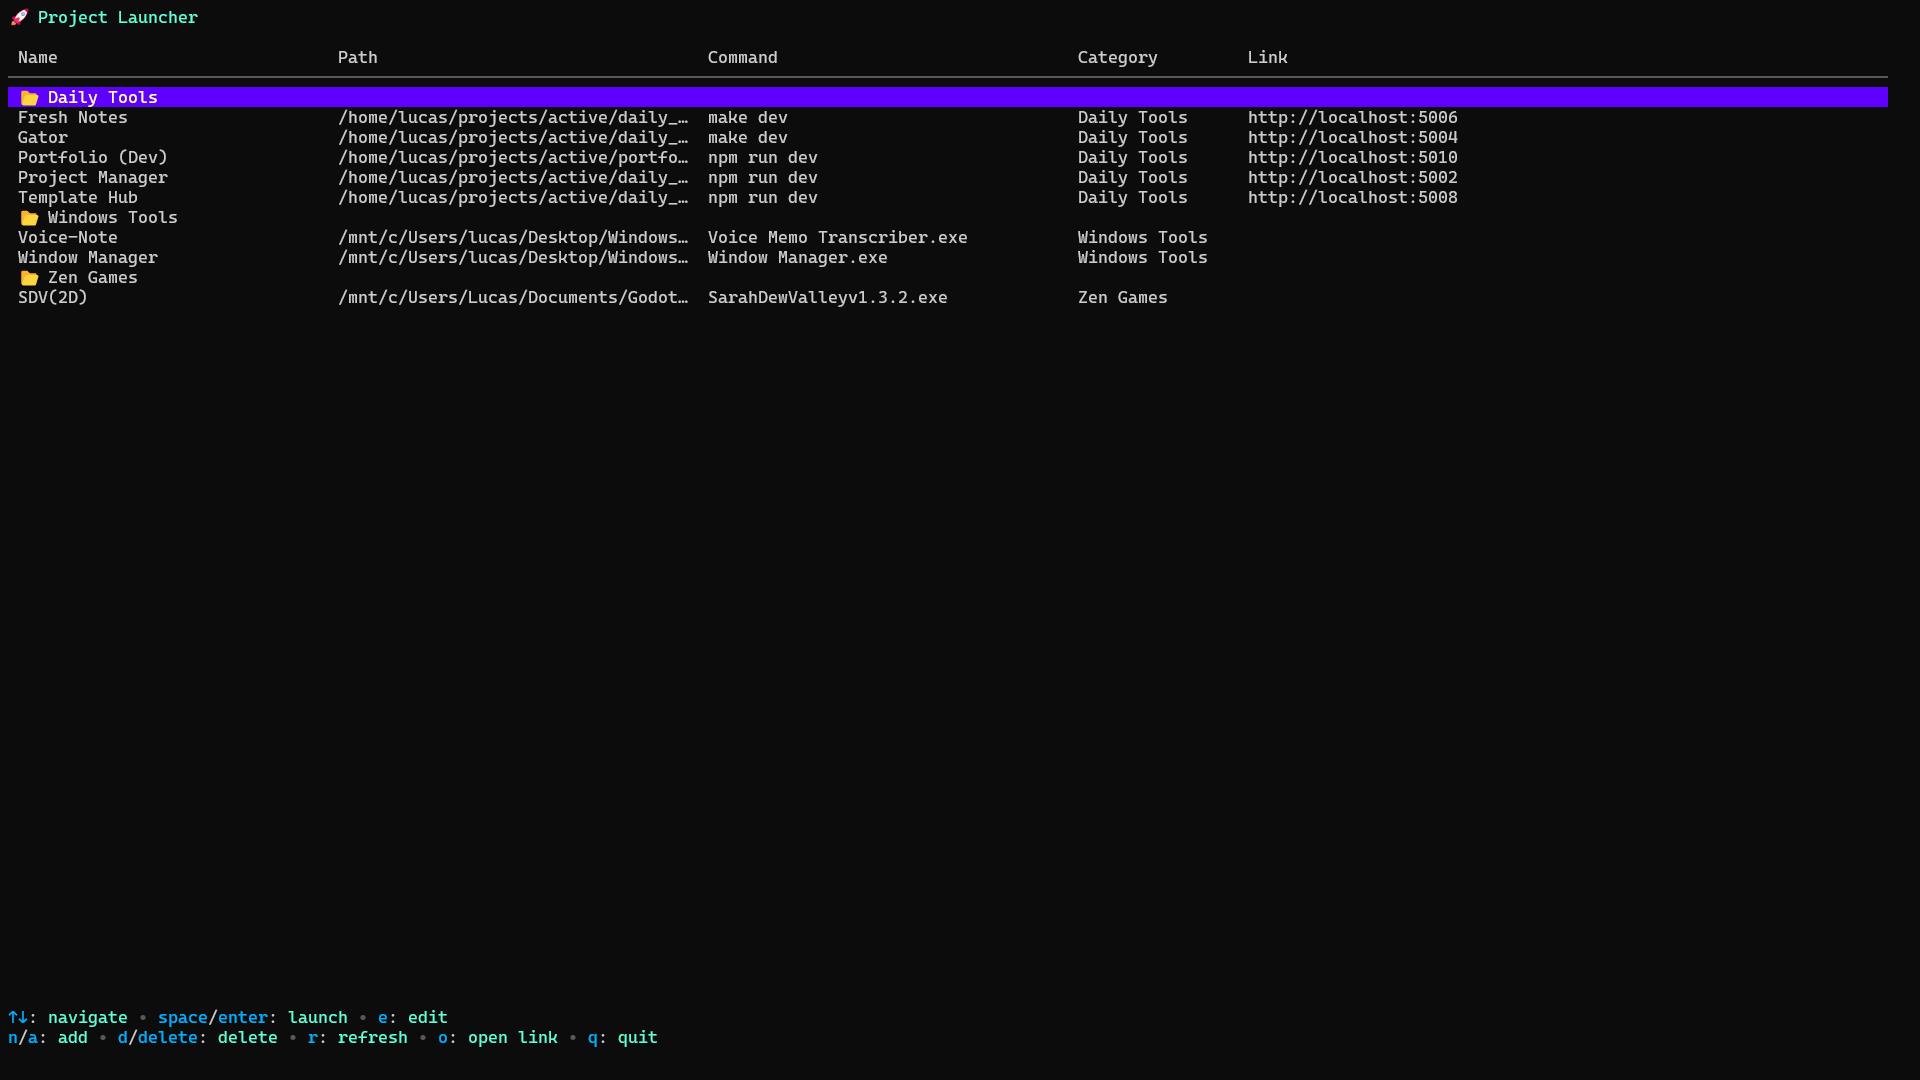 🚀 Project Launcher
Name Path Command Category Link
📂 Daily Tools
Fresh Notes /home/lucas/projects/active/daily_… make dev Daily Tools http://localhost:5006
Gator /home/lucas/projects/active/daily_… make dev Daily Tools http://localhost:5004
Portfolio (Dev) /home/lucas/projects/active/portfo… npm run dev Daily Tools http://localhost:5010
Project Manager /home/lucas/projects/active/daily_… npm run dev Daily Tools http://localhost:5002
Template Hub /home/lucas/projects/active/daily_… npm run dev Daily Tools http://localhost:5008
📂 Windows Tools
Voice-Note /mnt/c/Users/lucas/Desktop/Windows… Voice Memo Transcriber.exe Windows Tools
Window Manager /mnt/c/Users/lucas/Desktop/Windows… Window Manager.exe Windows Tools
📂 Zen Games
SDV(2D) /mnt/c/Users/Lucas/Documents/Godot… SarahDewValleyv1.3.2.exe Zen Games
↑↓: navigate • space/enter: launch • e: edit
n/a: add • d/delete: delete • r: refresh • o: open link • q: quit